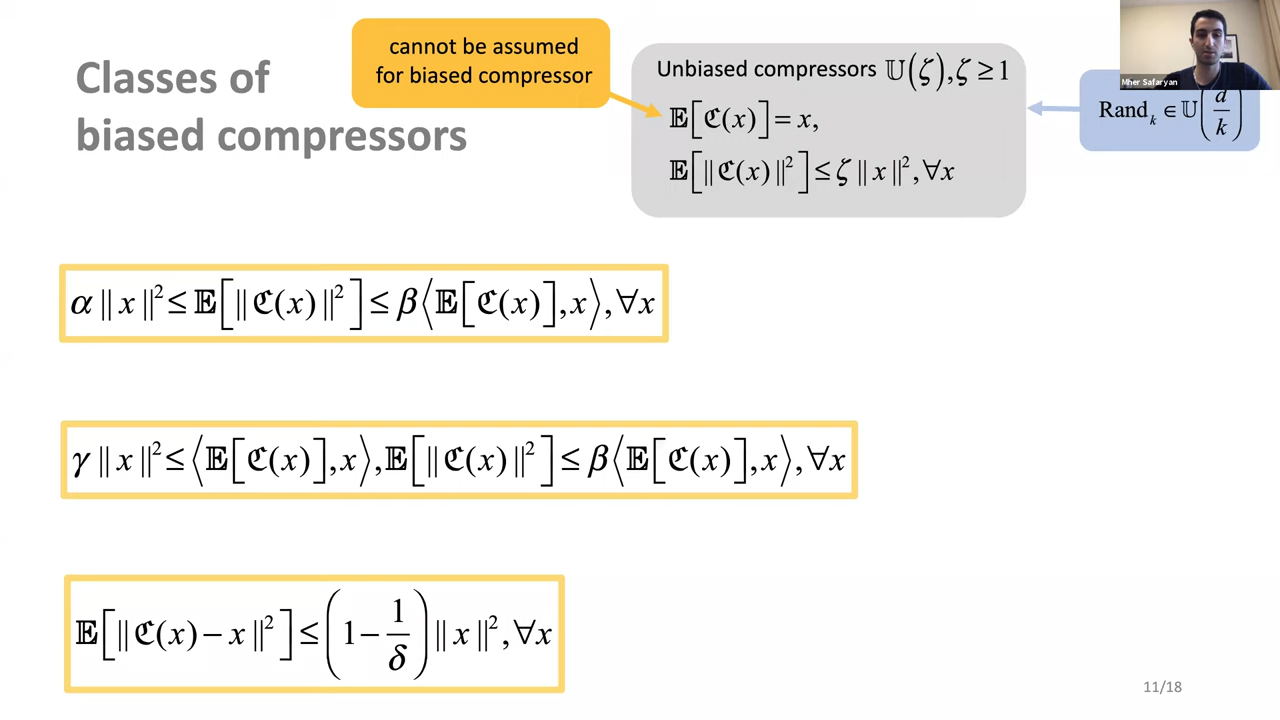 Classes of
biased compressors
cannot be assumed
for biased compressor
Unbiased compressors 𝕌(ζ), ζ ≥ 1
𝔼[ℭ(x)] = x,
𝔼[‖ℭ(x)‖²] ≤ ζ‖x‖², ∀x
Mher Safaryan
Randₖ ∈ 𝕌(d/k)
α‖x‖² ≤ 𝔼[‖ℭ(x)‖²] ≤ β⟨𝔼[ℭ(x)], x⟩, ∀x
γ‖x‖² ≤ ⟨𝔼[ℭ(x)], x⟩, 𝔼[‖ℭ(x)‖²] ≤ β⟨𝔼[ℭ(x)], x⟩, ∀x
𝔼[‖ℭ(x) − x‖²] ≤ (1 − 1/δ)‖x‖², ∀x
11/18